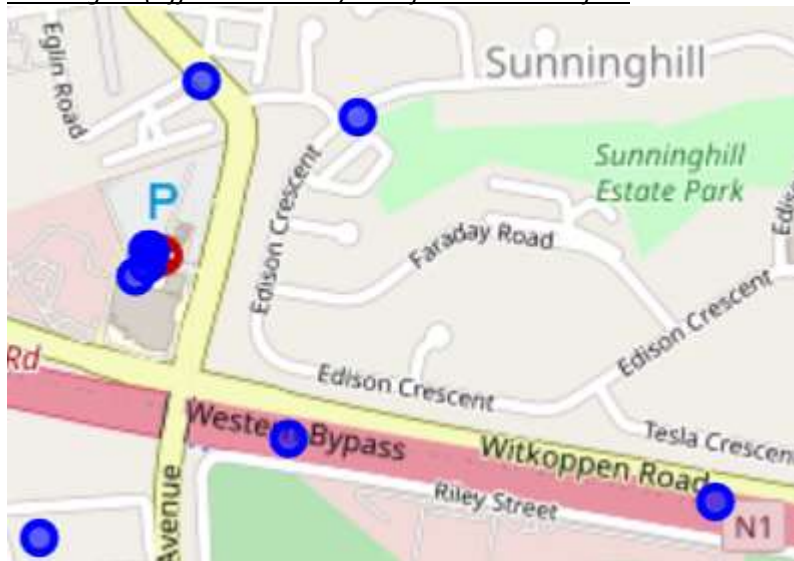 Sunninghill
Eglin Road
Sunninghill
Estate Park
P
Edison Crescent
Faraday Road
Edison Crescent
Rd
Edison Crescent
Western Bypass
Witkoppen Road
Tesla Crescent
Riley Street
N1
Avenue